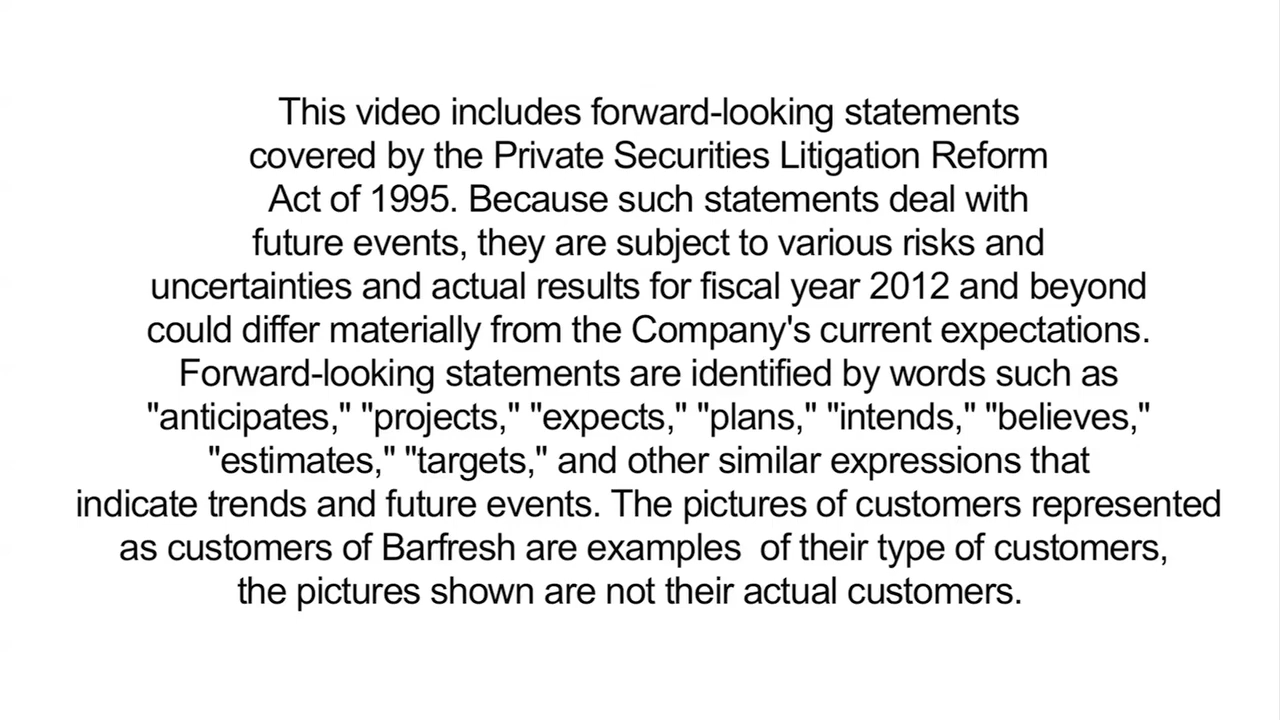 This video includes forward-looking statements
covered by the Private Securities Litigation Reform
Act of 1995. Because such statements deal with
future events, they are subject to various risks and
uncertainties and actual results for fiscal year 2012 and beyond
could differ materially from the Company's current expectations.
Forward-looking statements are identified by words such as
"anticipates," "projects," "expects," "plans," "intends," "believes,"
"estimates," "targets," and other similar expressions that
indicate trends and future events. The pictures of customers represented
as customers of Barfresh are examples  of their type of customers,
the pictures shown are not their actual customers.